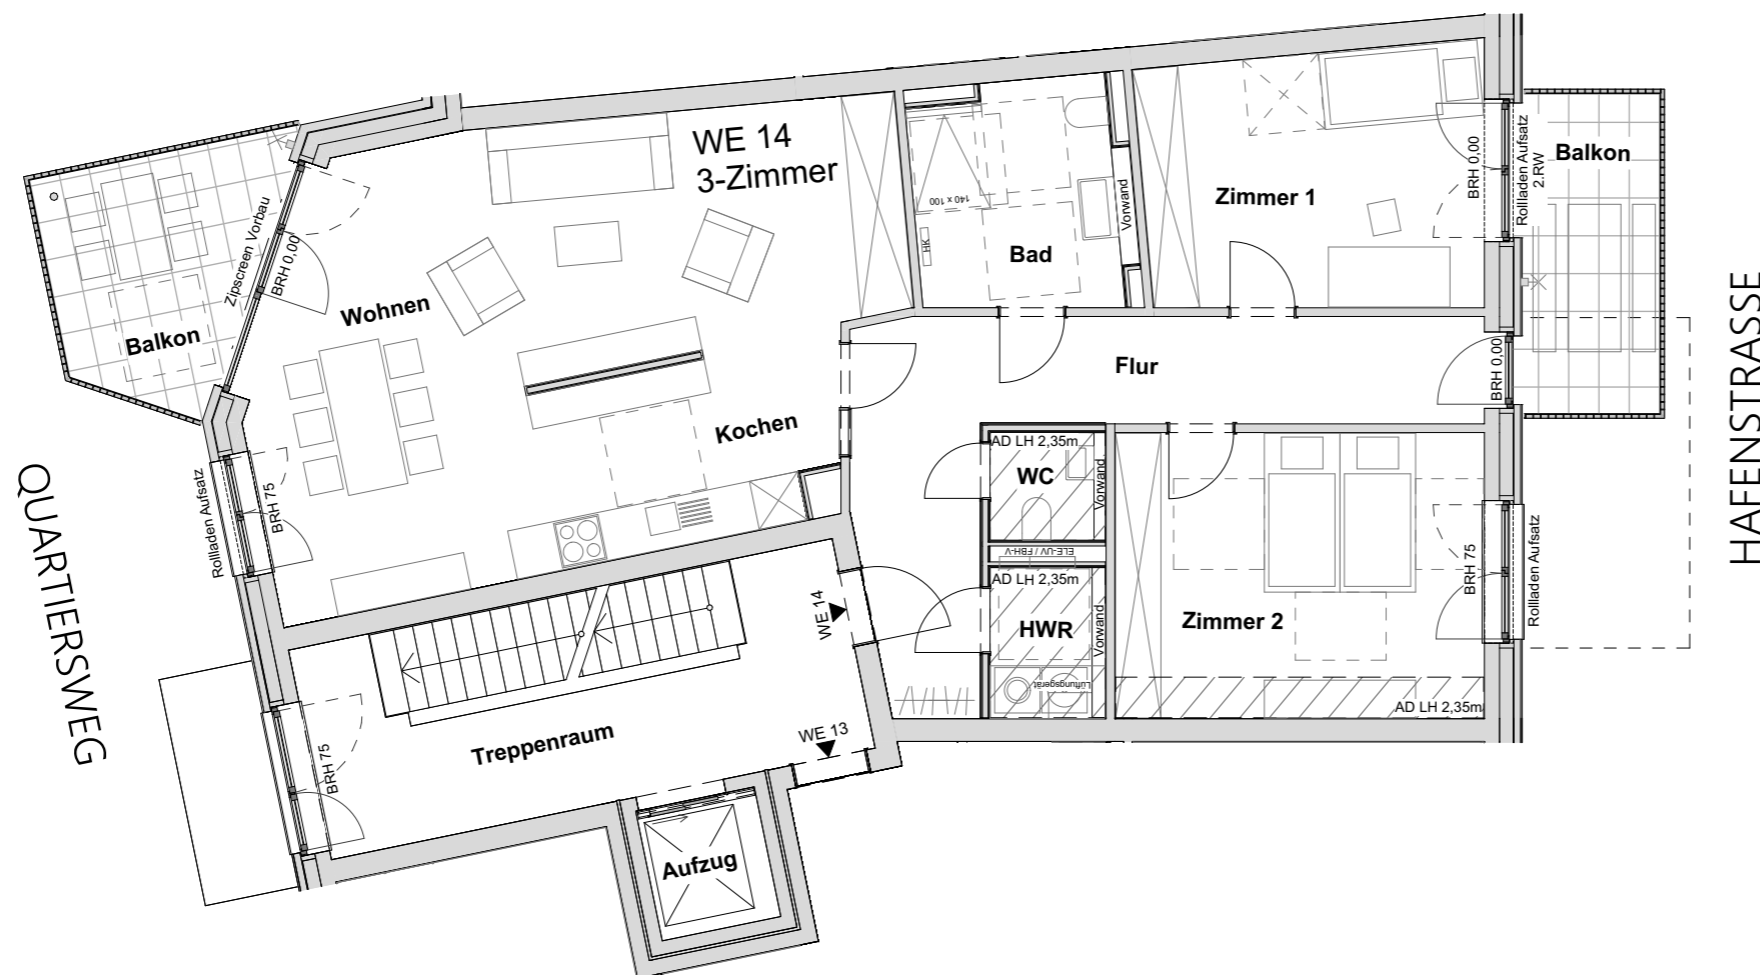 WE 14
3-Zimmer
Balkon
Zipscreen Vorbau
BRH 0,00
Wohnen
Kochen
Rollladen Aufsatz
BRH 75
QUARTIERSWEG
Bad
140 x 100
HK
Vorwand
Zimmer 1
BRH 0,00
Rollladen Aufsatz
2.RW
Balkon
Flur
BRH 0,00
HAFENSTRASSE
AD LH 2,35m
WC
Vorwand
ELE-UV / FBH-V
AD LH 2,35m
HWR
Vorwand
Lüftungsgerät
Zimmer 2
BRH 75
Rollladen Aufsatz
AD LH 2,35m
WE 14
WE 13
Treppenraum
BRH 75
Aufzug